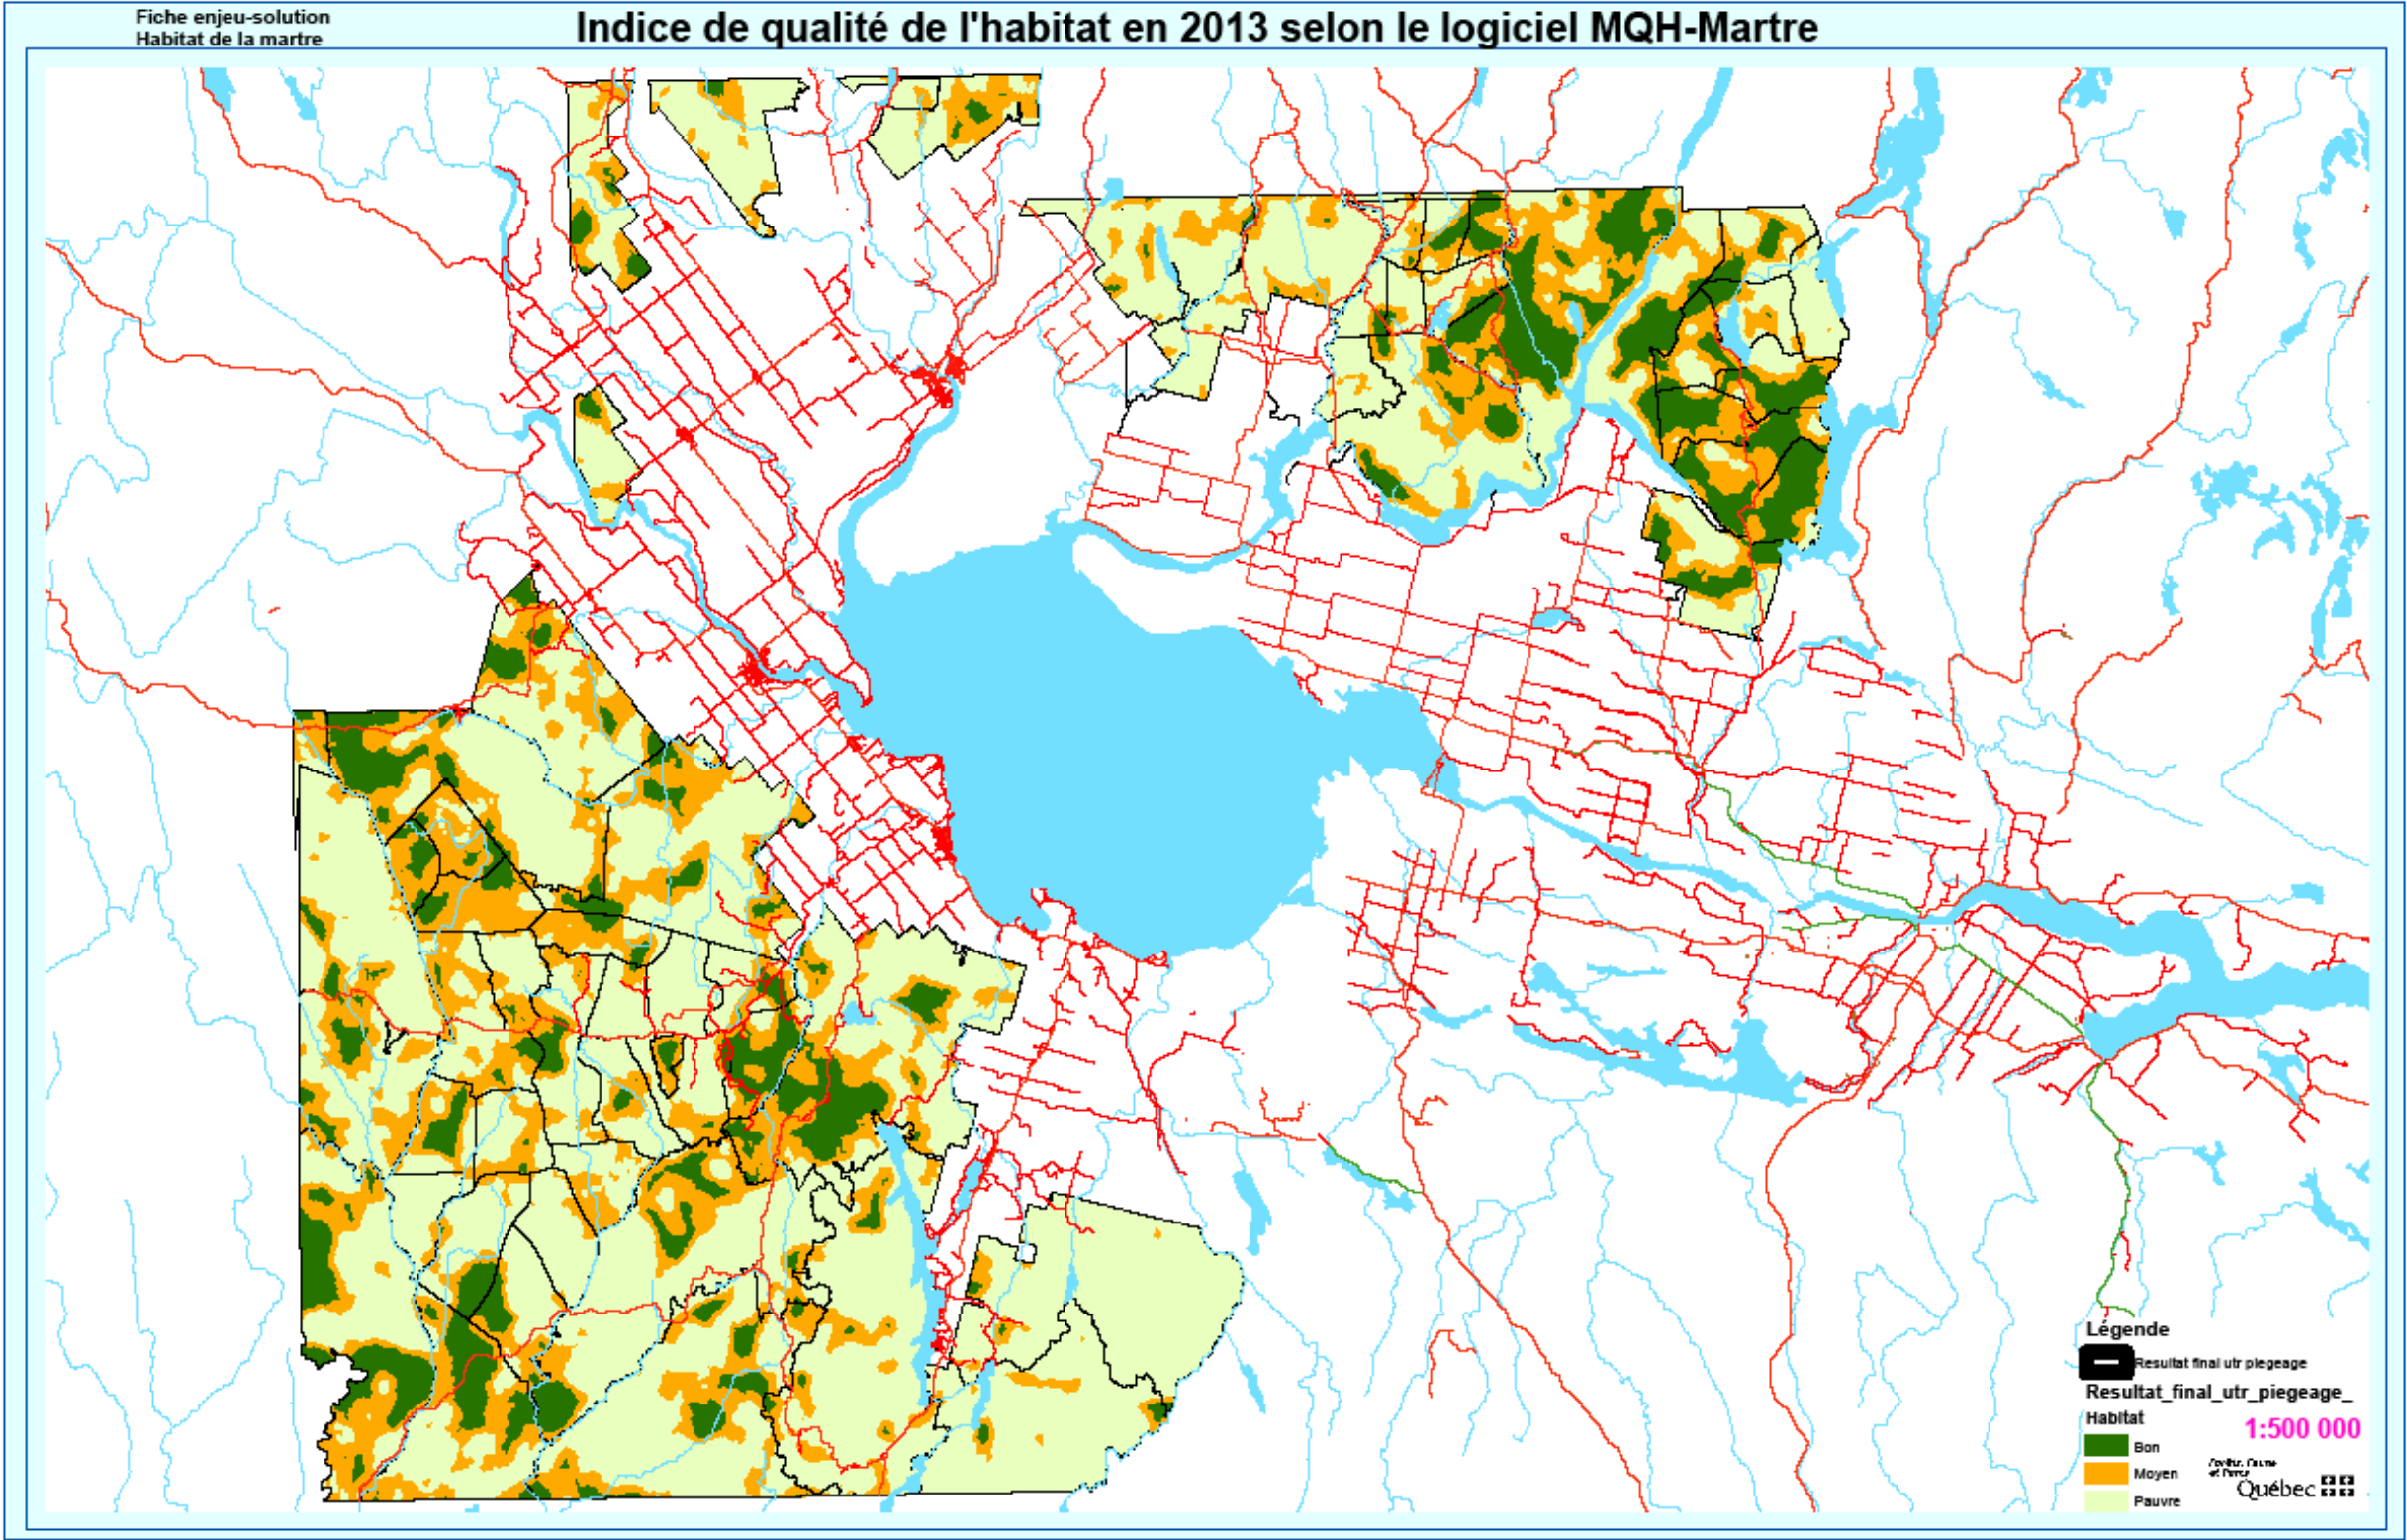 Fiche enjeu-solution
Habitat de la martre
Indice de qualité de l'habitat en 2013 selon le logiciel MQH-Martre
Légende
Resultat final utr piegeage
Resultat_final_utr_piegeage_
Habitat
1:500 000
Bon
Moyen
Pauvre
Québec